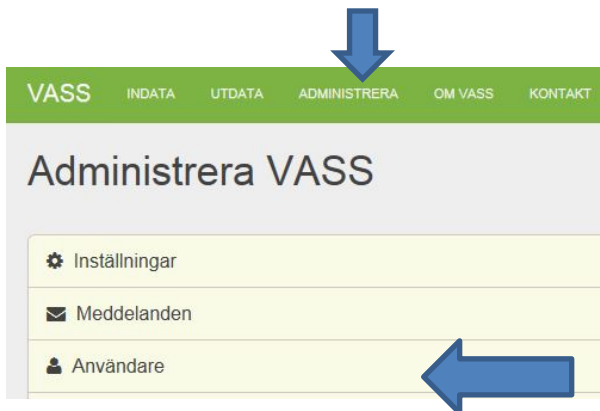 VASS INDATA UTDATA ADMINISTRERA OM VASS KONTAKT
Administrera VASS
Inställningar
Meddelanden
Användare